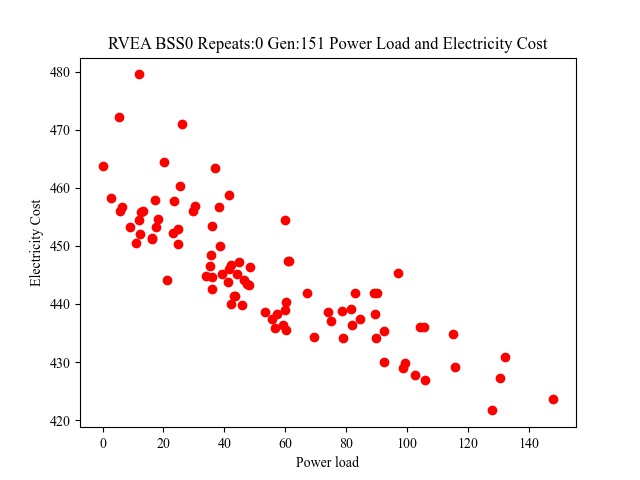 RVEA BSS0 Repeats:0 Gen:151 Power Load and Electricity Cost
480
470
460
450
440
430
420
Electricity Cost
0 20 40 60 80 100 120 140
Power load